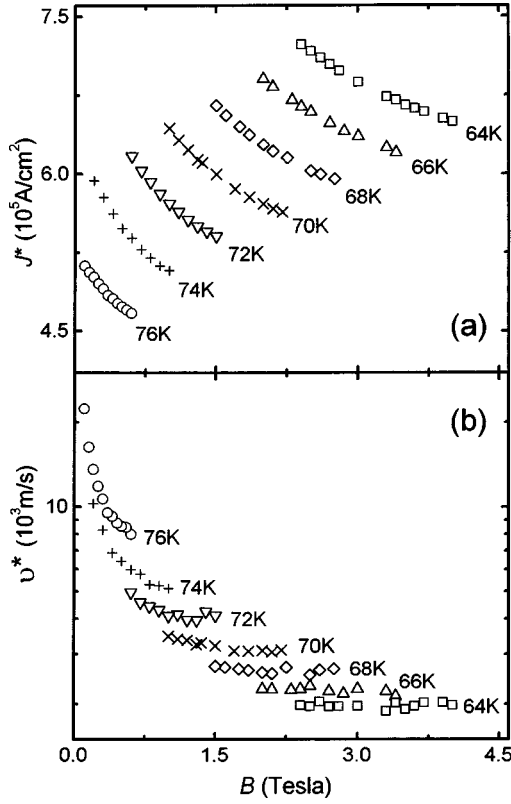 7.5
6.0
4.5
J* (10⁵A/cm²)
64K
66K
68K
70K
72K
74K
76K
(a)
(b)
10
υ* (10³m/s)
76K
74K
72K
70K
68K
66K
64K
0.0 1.5 3.0 4.5
B (Tesla)